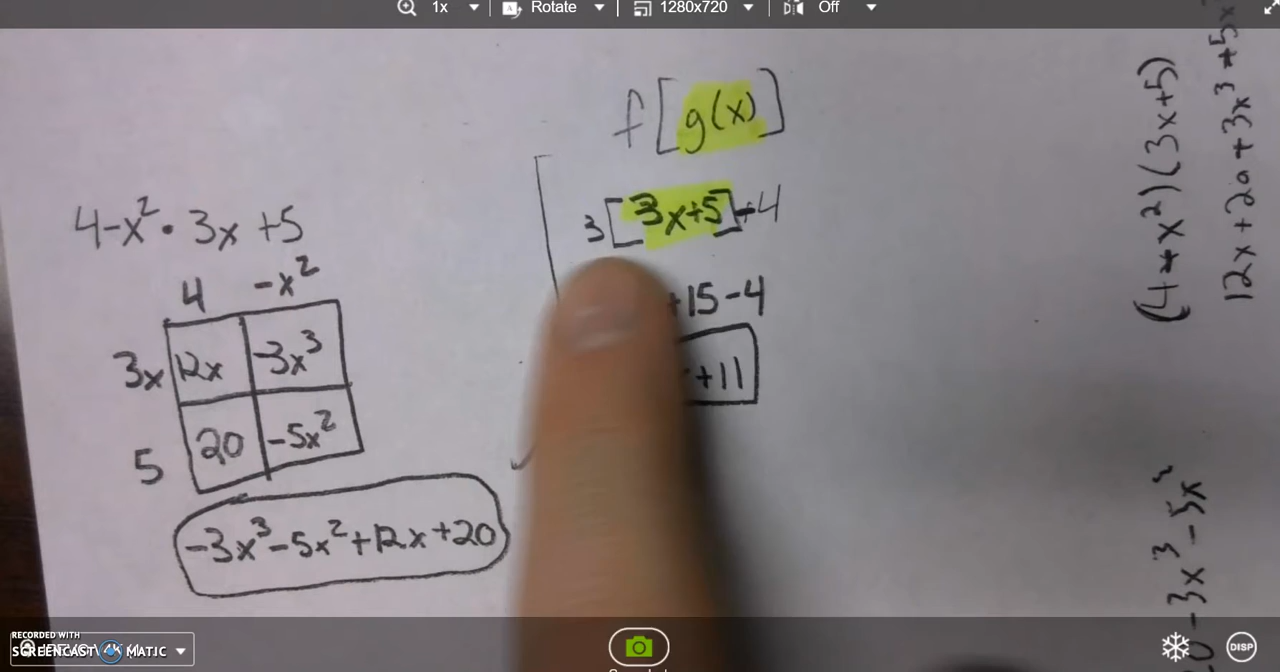 1x Rotate 1280x720 Off
f[g(x)]
3[3x+5]-4
+15-4
+11
4-x²·3x+5
4 -x²
3x 12x -3x³
5 20 -5x²
-3x³-5x²+12x+20
(4-x²)(3x+5)
12x+20+3x³+5x
-3x³-5x²
RECORDED WITH
SCREENCAST MATIC
DISP